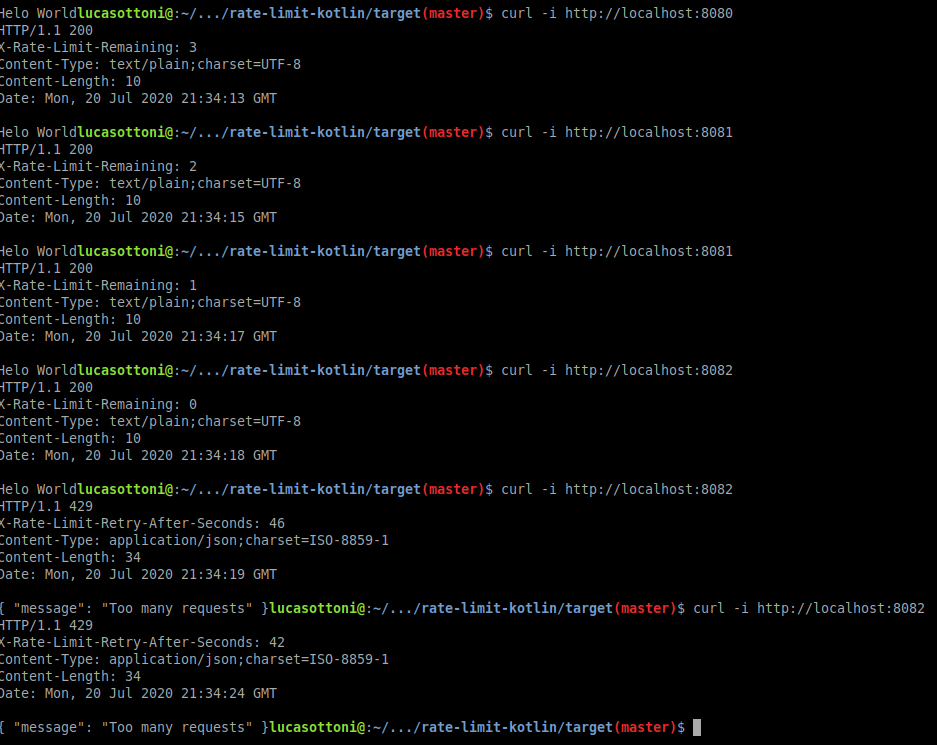 Helo Worldlucasottoni@:~/.../rate-limit-kotlin/target(master)$ curl -i http://localhost:8080
HTTP/1.1 200
X-Rate-Limit-Remaining: 3
Content-Type: text/plain;charset=UTF-8
Content-Length: 10
Date: Mon, 20 Jul 2020 21:34:13 GMT

Helo Worldlucasottoni@:~/.../rate-limit-kotlin/target(master)$ curl -i http://localhost:8081
HTTP/1.1 200
X-Rate-Limit-Remaining: 2
Content-Type: text/plain;charset=UTF-8
Content-Length: 10
Date: Mon, 20 Jul 2020 21:34:15 GMT

Helo Worldlucasottoni@:~/.../rate-limit-kotlin/target(master)$ curl -i http://localhost:8081
HTTP/1.1 200
X-Rate-Limit-Remaining: 1
Content-Type: text/plain;charset=UTF-8
Content-Length: 10
Date: Mon, 20 Jul 2020 21:34:17 GMT

Helo Worldlucasottoni@:~/.../rate-limit-kotlin/target(master)$ curl -i http://localhost:8082
HTTP/1.1 200
X-Rate-Limit-Remaining: 0
Content-Type: text/plain;charset=UTF-8
Content-Length: 10
Date: Mon, 20 Jul 2020 21:34:18 GMT

Helo Worldlucasottoni@:~/.../rate-limit-kotlin/target(master)$ curl -i http://localhost:8082
HTTP/1.1 429
X-Rate-Limit-Retry-After-Seconds: 46
Content-Type: application/json;charset=ISO-8859-1
Content-Length: 34
Date: Mon, 20 Jul 2020 21:34:19 GMT

{ "message": "Too many requests" }lucasottoni@:~/.../rate-limit-kotlin/target(master)$ curl -i http://localhost:8082
HTTP/1.1 429
X-Rate-Limit-Retry-After-Seconds: 42
Content-Type: application/json;charset=ISO-8859-1
Content-Length: 34
Date: Mon, 20 Jul 2020 21:34:24 GMT

{ "message": "Too many requests" }lucasottoni@:~/.../rate-limit-kotlin/target(master)$